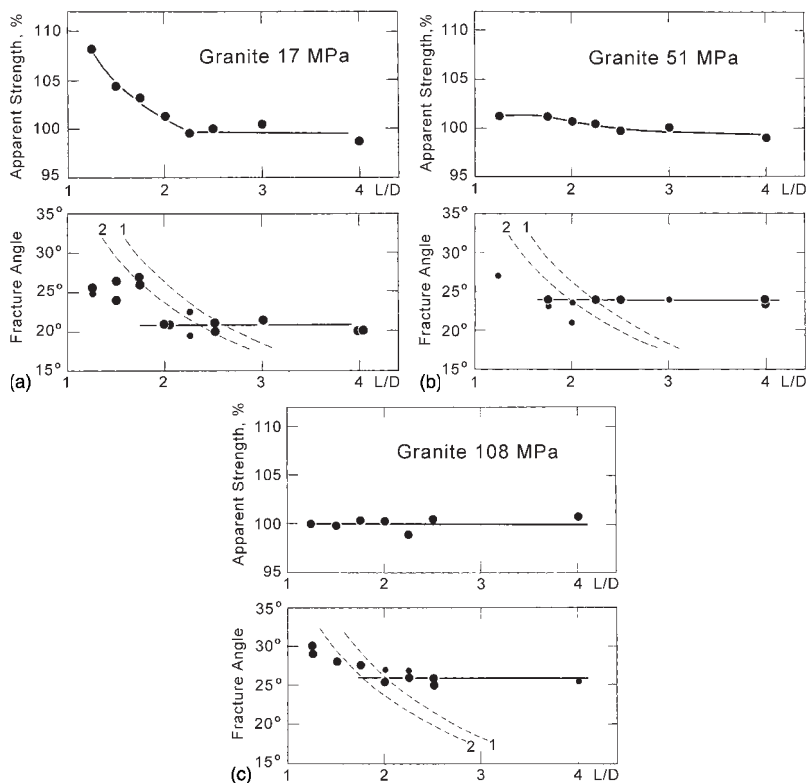 Apparent Strength, %
110
105
100
95
Granite 17 MPa
1 2 3 4 L/D
Fracture Angle
35°
30°
25°
20°
15°
2 1
1 2 3 4 L/D
(a)
Apparent Strength, %
110
105
100
95
Granite 51 MPa
1 2 3 4 L/D
Fracture Angle
35°
30°
25°
20°
15°
2 1
1 2 3 4 L/D
(b)
Apparent Strength, %
110
105
100
95
Granite 108 MPa
1 2 3 4 L/D
Fracture Angle
35°
30°
25°
20°
15°
2 1
1 2 3 4 L/D
(c)